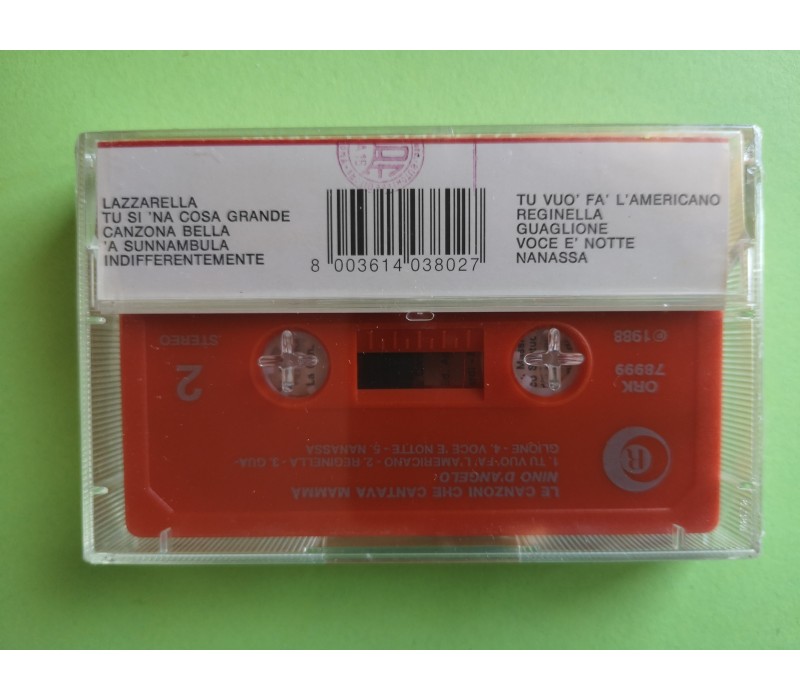 LAZZARELLA
TU SI 'NA COSA GRANDE
CANZONA BELLA
'A SUNNAMBULA
INDIFFERENTEMENTE
8 003614 038027
TU VUO' FA' L'AMERICANO
REGINELLA
GUAGLIONE
VOCE E' NOTTE
NANASSA
LE CANZONI CHE CANTAVA MAMMÀ
NINO D'ANGELO:
1. TU VUO' FA' L'AMERICANO - 2. REGINELLA - 3. GUA-
GLIONE - 4. VOCE 'E NOTTE - 5. NANASSA
R
ORK
78999
℗ 1988
2
STEREO